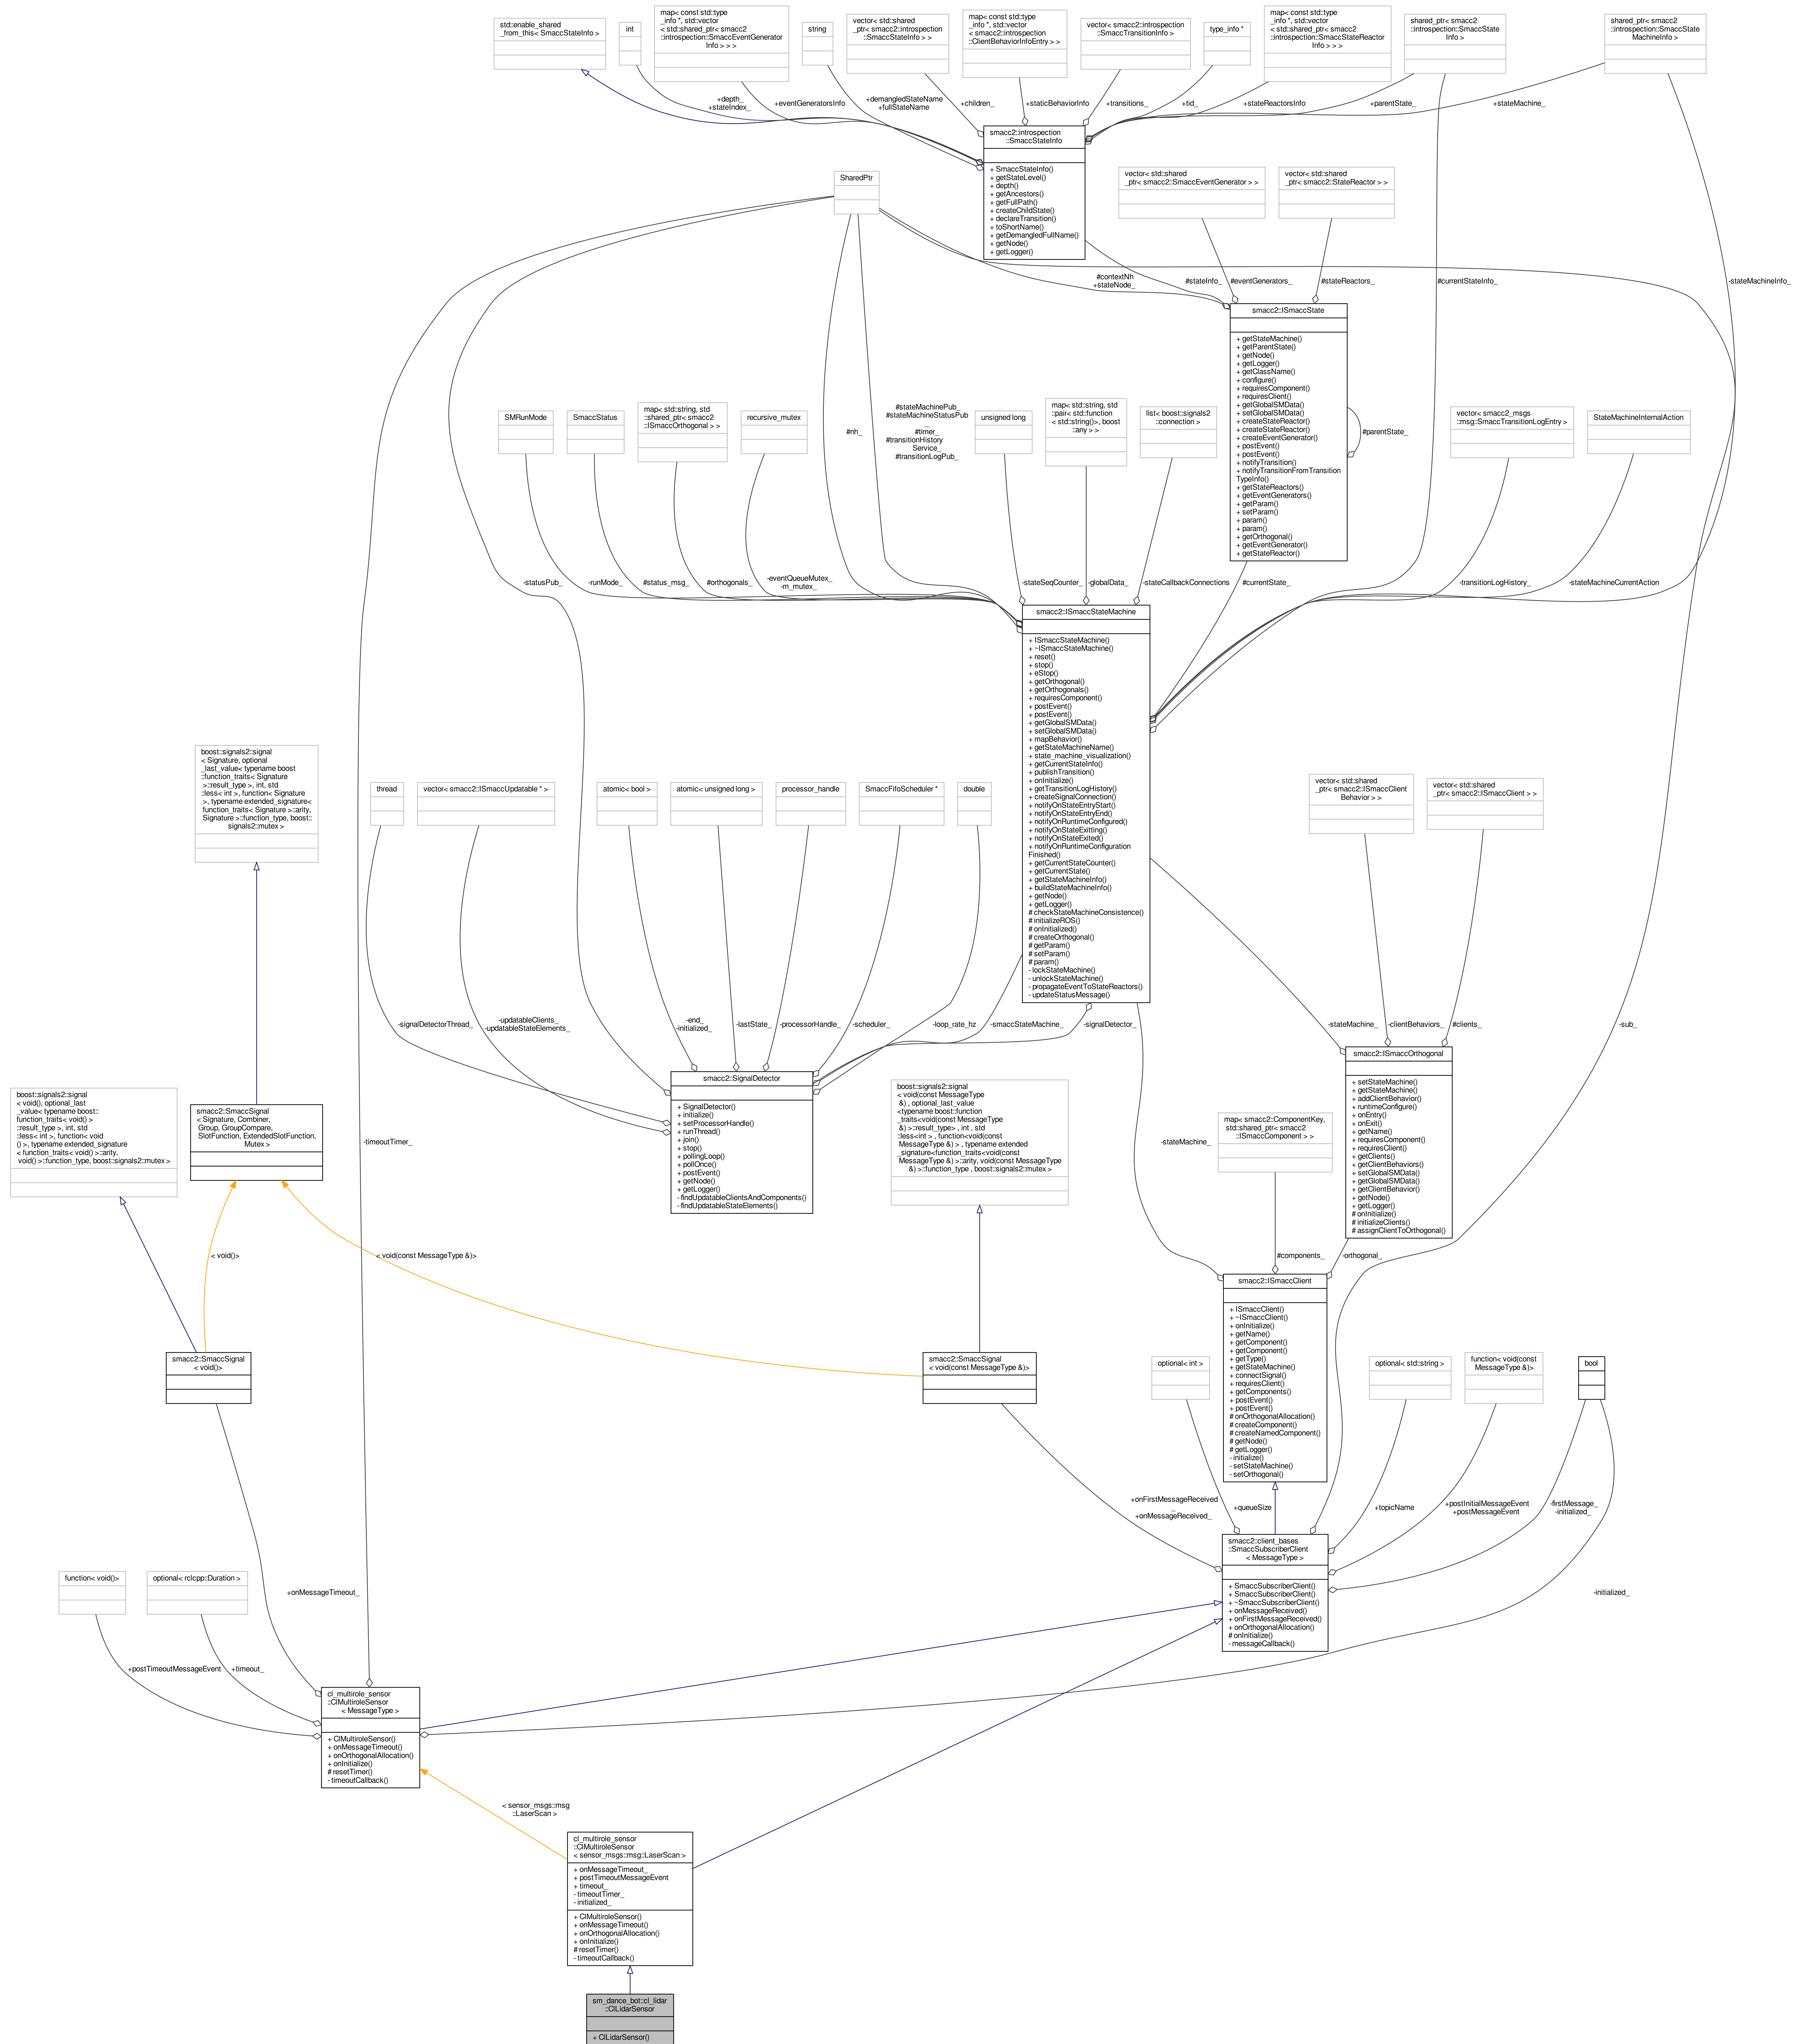 std::enable_shared
_from_this< SmaccStateInfo >
int
map< const std::type
_info *, std::vector
< std::shared_ptr< smacc2
::introspection::SmaccEventGenerator
Info > > >
string
vector< std::shared
_ptr< smacc2::introspection
::SmaccStateInfo > >
map< const std::type
_info *, std::vector
< smacc2::introspection
::ClientBehaviorInfoEntry > >
vector< smacc2::introspection
::SmaccTransitionInfo >
type_info *
map< const std::type
_info *, std::vector
< std::shared_ptr< smacc2
::introspection::SmaccStateReactor
Info > > >
shared_ptr< smacc2
::introspection::SmaccState
Info >
shared_ptr< smacc2
::introspection::SmaccState
MachineInfo >
+depth_
+stateIndex_
+eventGeneratorsInfo
+demangledStateName
+fullStateName
+children_
+staticBehaviorInfo
+transitions_
+tid_
+stateReactorsInfo
+parentState_
+stateMachine_
smacc2::introspection
::SmaccStateInfo
+ SmaccStateInfo()
+ getStateLevel()
+ depth()
+ getAncestors()
+ getFullPath()
+ createChildState()
+ declareTransition()
+ toShortName()
+ getDemangledFullName()
+ getNode()
+ getLogger()
SharedPtr
vector< std::shared
_ptr< smacc2::SmaccEventGenerator > >
vector< std::shared
_ptr< smacc2::StateReactor > >
#contextNh
+stateNode_
#stateInfo_
#eventGenerators_
#stateReactors_
#currentStateInfo_
-stateMachineInfo_
smacc2::ISmaccState
+ getStateMachine()
+ getParentState()
+ getNode()
+ getLogger()
+ getClassName()
+ configure()
+ requiresComponent()
+ requiresClient()
+ getGlobalSMData()
+ setGlobalSMData()
+ createStateReactor()
+ createStateReactor()
+ createEventGenerator()
+ postEvent()
+ postEvent()
+ notifyTransition()
+ notifyTransitionFromTransition
TypeInfo()
+ getStateReactors()
+ getEventGenerators()
+ getParam()
+ setParam()
+ param()
+ param()
+ getOrthogonal()
+ getEventGenerator()
+ getStateReactor()
#parentState_
SMRunMode
SmaccStatus
map< std::string, std
::shared_ptr< smacc2
::ISmaccOrthogonal > >
recursive_mutex
#nh_
#stateMachinePub_
#stateMachineStatusPub
_
#timer_
#transitionHistory
Service_
#transitionLogPub_
unsigned long
map< std::string, std
::pair< std::function
< std::string()>, boost
::any > >
list< boost::signals2
::connection >
vector< smacc2_msgs
::msg::SmaccTransitionLogEntry >
StateMachineInternalAction
-statusPub_
-runMode_
#status_msg_
#orthogonals_
-eventQueueMutex_
-m_mutex_
-stateSeqCounter_
-globalData_
-stateCallbackConnections
#currentState_
-transitionLogHistory_
-stateMachineCurrentAction
smacc2::ISmaccStateMachine
+ ISmaccStateMachine()
+ ~ISmaccStateMachine()
+ reset()
+ stop()
+ eStop()
+ getOrthogonal()
+ getOrthogonals()
+ requiresComponent()
+ postEvent()
+ postEvent()
+ getGlobalSMData()
+ setGlobalSMData()
+ mapBehavior()
+ getStateMachineName()
+ state_machine_visualization()
+ getCurrentStateInfo()
+ publishTransition()
+ onInitialize()
+ getTransitionLogHistory()
+ createSignalConnection()
+ notifyOnStateEntryStart()
+ notifyOnStateEntryEnd()
+ notifyOnRuntimeConfigured()
+ notifyOnStateExitting()
+ notifyOnStateExited()
+ notifyOnRuntimeConfiguration
Finished()
+ getCurrentStateCounter()
+ getCurrentState()
+ getStateMachineInfo()
+ buildStateMachineInfo()
+ getNode()
+ getLogger()
# checkStateMachineConsistence()
# initializeROS()
# onInitialized()
# createOrthogonal()
# getParam()
# setParam()
# param()
- lockStateMachine()
- unlockStateMachine()
- propagateEventToStateReactors()
- updateStatusMessage()
boost::signals2::signal
< Signature, optional
_last_value< typename boost
::function_traits< Signature
>::result_type >, int, std
::less< int >, function< Signature
>, typename extended_signature<
function_traits< Signature >::arity,
Signature >::function_type, boost::
signals2::mutex >
thread
vector< smacc2::ISmaccUpdatable * >
atomic< bool >
atomic< unsigned long >
processor_handle
SmaccFifoScheduler *
double
vector< std::shared
_ptr< smacc2::ISmaccClient
Behavior > >
vector< std::shared
_ptr< smacc2::ISmaccClient > >
-signalDetectorThread_
-updatableClients_
-updatableStateElements_
-end_
-initialized_
-lastState_
-processorHandle_
-scheduler_
-loop_rate_hz
-smaccStateMachine_
-signalDetector_
-stateMachine_
-clientBehaviors_
#clients_
-sub_
smacc2::SignalDetector
+ SignalDetector()
+ initialize()
+ setProcessorHandle()
+ runThread()
+ join()
+ stop()
+ pollingLoop()
+ pollOnce()
+ postEvent()
+ getNode()
+ getLogger()
- findUpdatableClientsAndComponents()
- findUpdatableStateElements()
smacc2::ISmaccOrthogonal
+ setStateMachine()
+ getStateMachine()
+ addClientBehavior()
+ runtimeConfigure()
+ onEntry()
+ onExit()
+ getName()
+ requiresComponent()
+ requiresClient()
+ getClients()
+ getClientBehaviors()
+ setGlobalSMData()
+ getGlobalSMData()
+ getClientBehavior()
+ getNode()
+ getLogger()
# onInitialize()
# initializeClients()
# assignClientToOrthogonal()
boost::signals2::signal
< void(), optional_last
_value< typename boost::
function_traits< void() >
::result_type >, int, std
::less< int >, function< void
() >, typename extended_signature
< function_traits< void() >::arity,
void() >::function_type, boost::signals2::mutex >
smacc2::SmaccSignal
< Signature, Combiner,
Group, GroupCompare,
SlotFunction, ExtendedSlotFunction,
Mutex >
-timeoutTimer_
boost::signals2::signal
< void(const MessageType
&) , optional_last_value
<typename boost::function
_traits<void(const MessageType
&) >::result_type> , int , std
::less<int > , function<void(const
MessageType &) > , typename extended
_signature<function_traits<void(const
MessageType &) >::arity, void(const MessageType
&) >::function_type , boost::signals2::mutex >
-stateMachine_
map< smacc2::ComponentKey,
std::shared_ptr< smacc2
::ISmaccComponent > >
< void()>
< void(const MessageType &)>
#components_
-orthogonal_
smacc2::ISmaccClient
+ ISmaccClient()
+ ~ISmaccClient()
+ onInitialize()
+ getName()
+ getComponent()
+ getComponent()
+ getType()
+ getStateMachine()
+ connectSignal()
+ requiresClient()
+ getComponents()
+ postEvent()
+ postEvent()
# onOrthogonalAllocation()
# createComponent()
# createNamedComponent()
# getNode()
# getLogger()
- initialize()
- setStateMachine()
- setOrthogonal()
smacc2::SmaccSignal
< void()>
smacc2::SmaccSignal
< void(const MessageType &)>
optional< int >
optional< std::string >
function< void(const
MessageType &)>
bool
+onFirstMessageReceived
_
+onMessageReceived_
+queueSize
+topicName
+postInitialMessageEvent
+postMessageEvent
-firstMessage_
-initialized_
smacc2::client_bases
::SmaccSubscriberClient
< MessageType >
+ SmaccSubscriberClient()
+ SmaccSubscriberClient()
+ ~SmaccSubscriberClient()
+ onMessageReceived()
+ onFirstMessageReceived()
+ onOrthogonalAllocation()
# onInitialize()
- messageCallback()
function< void()>
optional< rclcpp::Duration >
+onMessageTimeout_
-initialized_
+postTimeoutMessageEvent
+timeout_
cl_multirole_sensor
::ClMultiroleSensor
< MessageType >
+ ClMultiroleSensor()
+ onMessageTimeout()
+ onOrthogonalAllocation()
+ onInitialize()
# resetTimer()
- timeoutCallback()
< sensor_msgs::msg
::LaserScan >
cl_multirole_sensor
::ClMultiroleSensor
< sensor_msgs::msg::LaserScan >
+ onMessageTimeout_
+ postTimeoutMessageEvent
+ timeout_
- timeoutTimer_
- initialized_
+ ClMultiroleSensor()
+ onMessageTimeout()
+ onOrthogonalAllocation()
+ onInitialize()
# resetTimer()
- timeoutCallback()
sm_dance_bot::cl_lidar
::ClLidarSensor
+ ClLidarSensor()